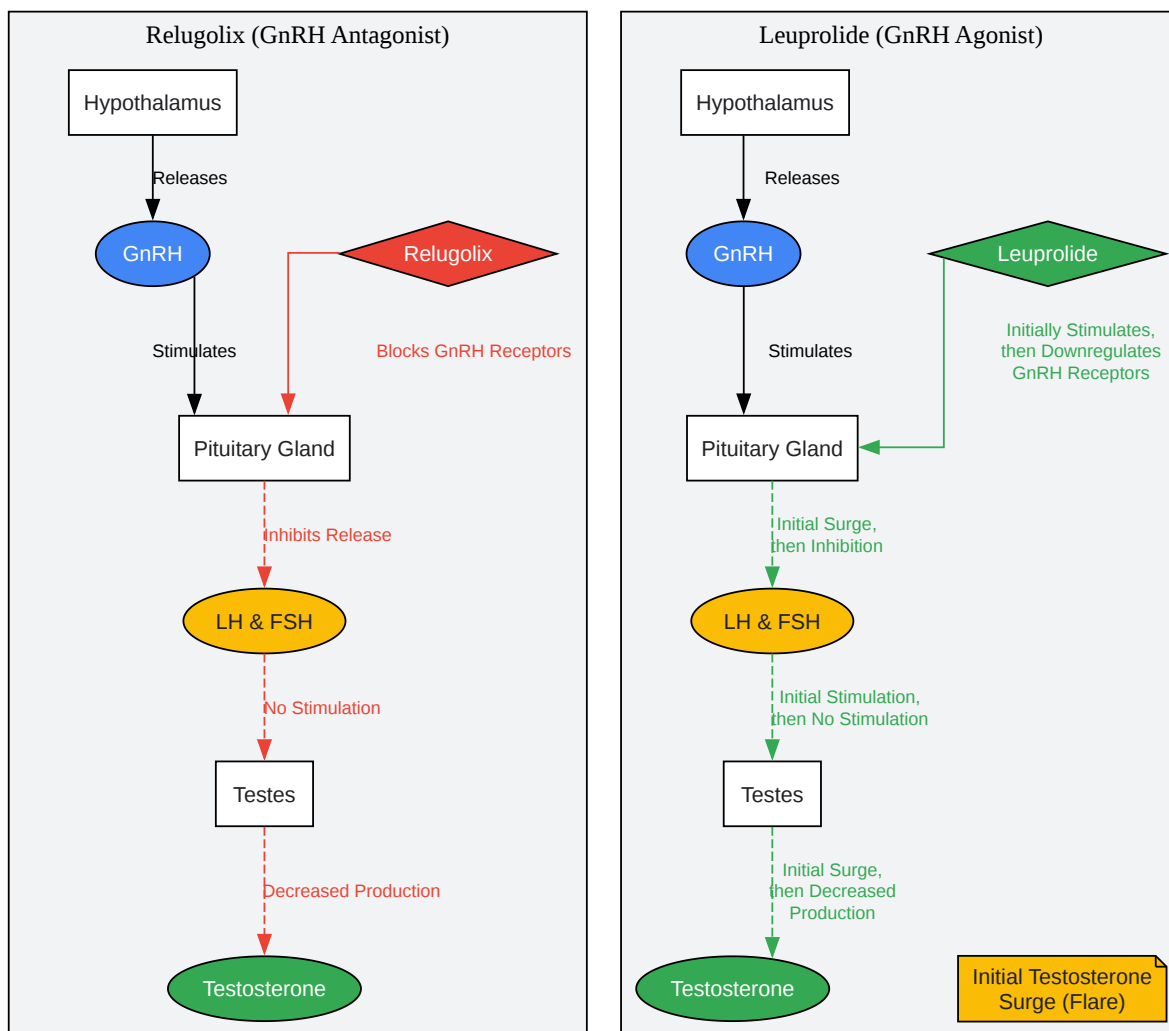 Relugolix (GnRH Antagonist)
Hypothalamus
Releases
GnRH
Relugolix
Stimulates
Blocks GnRH Receptors
Pituitary Gland
Inhibits Release
LH & FSH
No Stimulation
Testes
Decreased Production
Testosterone
Leuprolide (GnRH Agonist)
Hypothalamus
Releases
GnRH
Leuprolide
Stimulates
Initially Stimulates,
then Downregulates
GnRH Receptors
Pituitary Gland
Initial Surge,
then Inhibition
LH & FSH
Initial Stimulation,
then No Stimulation
Testes
Initial Surge,
then Decreased
Production
Testosterone
Initial Testosterone
Surge (Flare)